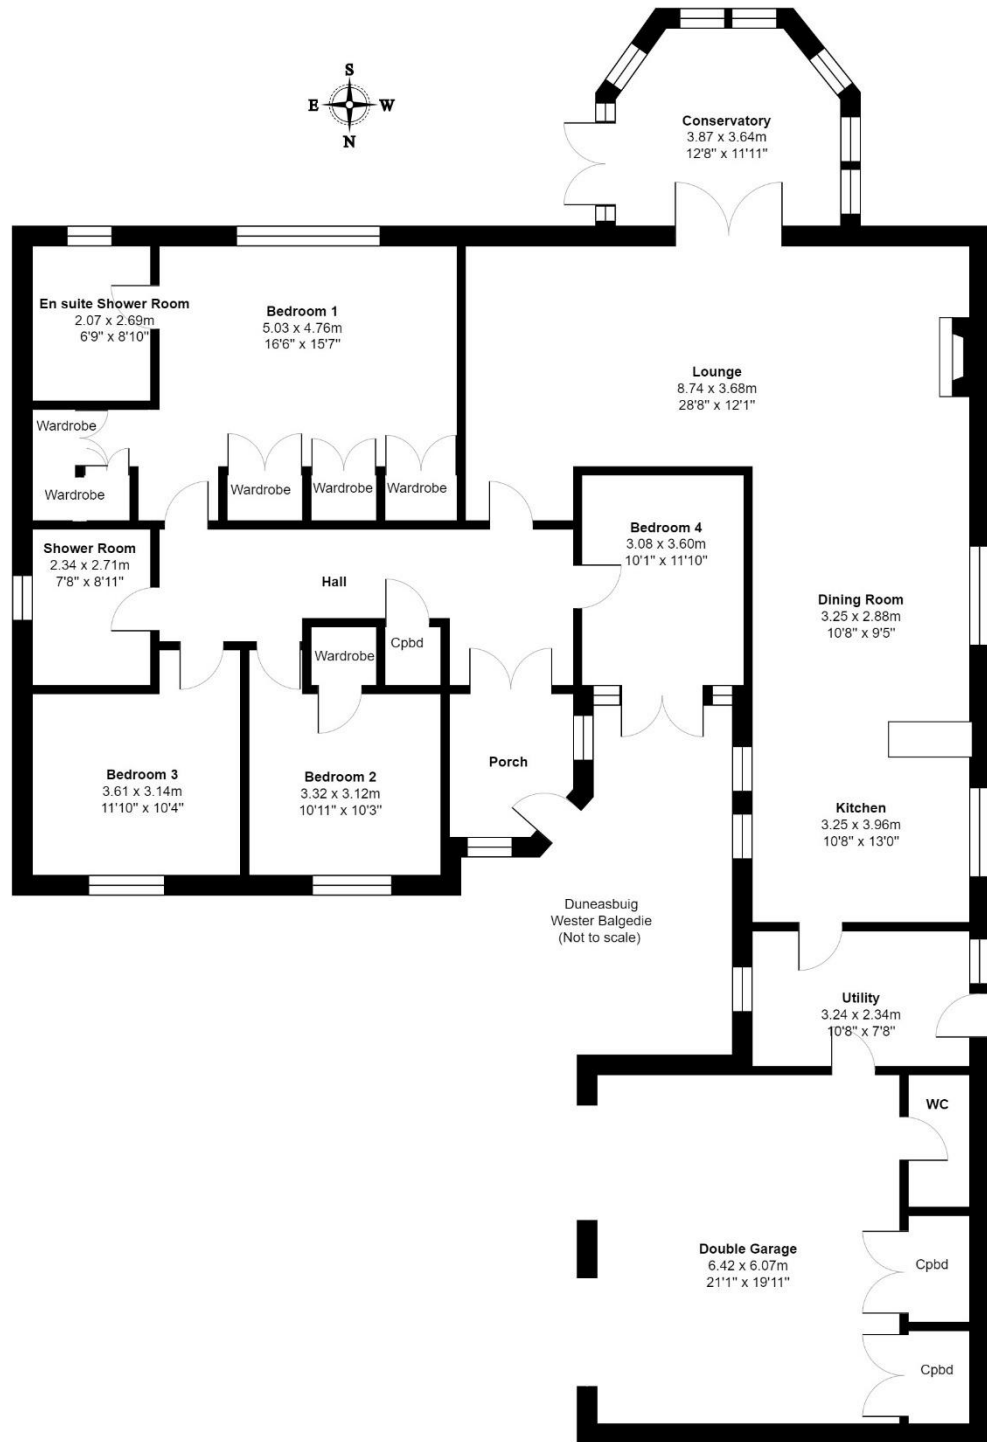 S
E W
N
Conservatory
3.87 x 3.64m
12'8" x 11'11"
En suite Shower Room
2.07 x 2.69m
6'9" x 8'10"
Bedroom 1
5.03 x 4.76m
16'6" x 15'7"
Lounge
8.74 x 3.68m
28'8" x 12'1"
Wardrobe
Wardrobe
Wardrobe
Wardrobe
Wardrobe
Shower Room
2.34 x 2.71m
7'8" x 8'11"
Hall
Bedroom 4
3.08 x 3.60m
10'1" x 11'10"
Wardrobe
Cpbd
Dining Room
3.25 x 2.88m
10'8" x 9'5"
Bedroom 3
3.61 x 3.14m
11'10" x 10'4"
Bedroom 2
3.32 x 3.12m
10'11" x 10'3"
Porch
Kitchen
3.25 x 3.96m
10'8" x 13'0"
Duneasbuig
Wester Balgedie
(Not to scale)
Utility
3.24 x 2.34m
10'8" x 7'8"
WC
Double Garage
6.42 x 6.07m
21'1" x 19'11"
Cpbd
Cpbd